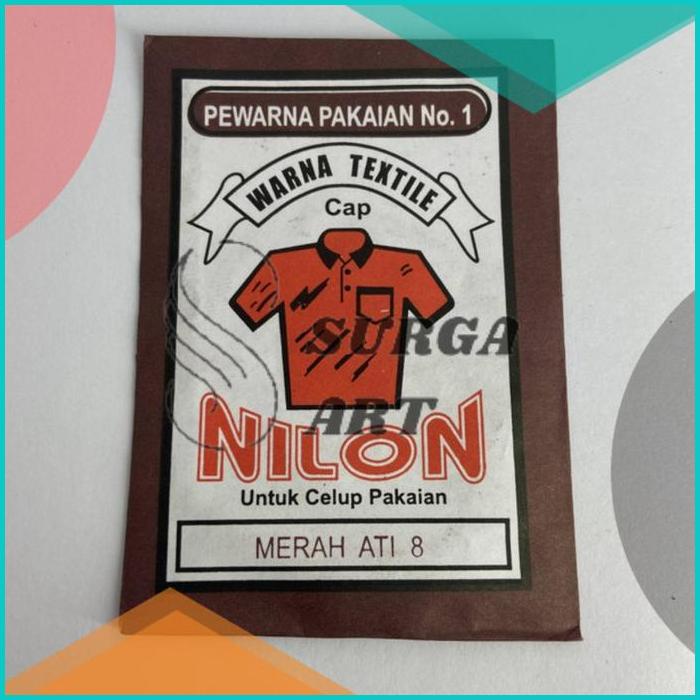 PEWARNA PAKAIAN No. 1
WARNA TEXTILE
Cap
SURGA
ART
NILON
Untuk Celup Pakaian
MERAH ATI 8